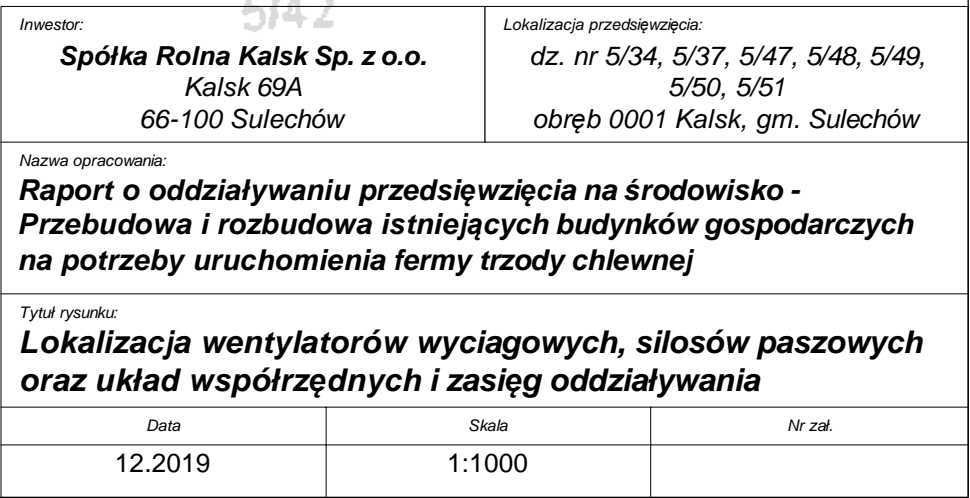 5/42
Inwestor:
Spółka Rolna Kalsk Sp. z o.o.
Kalsk 69A
66-100 Sulechów
Lokalizacja przedsięwzięcia:
dz. nr 5/34, 5/37, 5/47, 5/48, 5/49,
5/50, 5/51
obręb 0001 Kalsk, gm. Sulechów
Nazwa opracowania:
Raport o oddziaływaniu przedsięwzięcia na środowisko -
Przebudowa i rozbudowa istniejących budynków gospodarczych
na potrzeby uruchomienia fermy trzody chlewnej
Tytuł rysunku:
Lokalizacja wentylatorów wyciagowych, silosów paszowych
oraz układ współrzędnych i zasięg oddziaływania
Data
Skala
Nr zał.
12.2019
1:1000